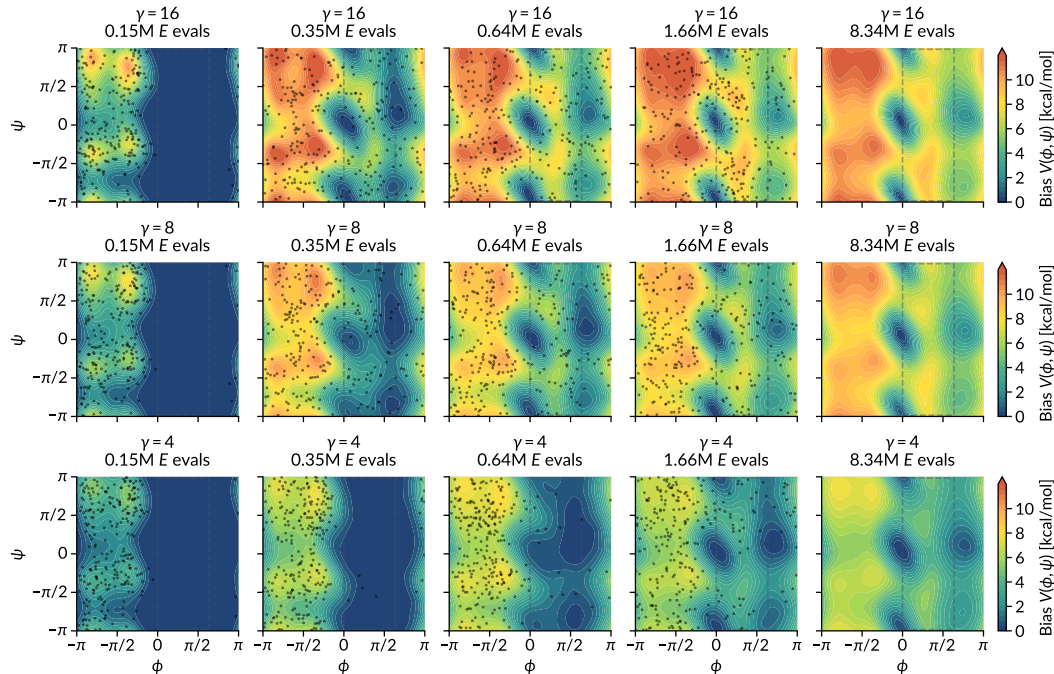 γ = 16 γ = 16 γ = 16 γ = 16 γ = 16
0.15M E evals 0.35M E evals 0.64M E evals 1.66M E evals 8.34M E evals
π
π/2
ψ
0
−π/2
−π
10
8
6
4
2
0
Bias V(ϕ, ψ) [kcal/mol]
γ = 8 γ = 8 γ = 8 γ = 8 γ = 8
0.15M E evals 0.35M E evals 0.64M E evals 1.66M E evals 8.34M E evals
π
π/2
ψ
0
−π/2
−π
10
8
6
4
2
0
Bias V(ϕ, ψ) [kcal/mol]
γ = 4 γ = 4 γ = 4 γ = 4 γ = 4
0.15M E evals 0.35M E evals 0.64M E evals 1.66M E evals 8.34M E evals
π
π/2
ψ
0
−π/2
−π
10
8
6
4
2
0
Bias V(ϕ, ψ) [kcal/mol]
−π −π/2 0 π/2 π −π −π/2 0 π/2 π −π −π/2 0 π/2 π −π −π/2 0 π/2 π −π −π/2 0 π/2 π
ϕ ϕ ϕ ϕ ϕ